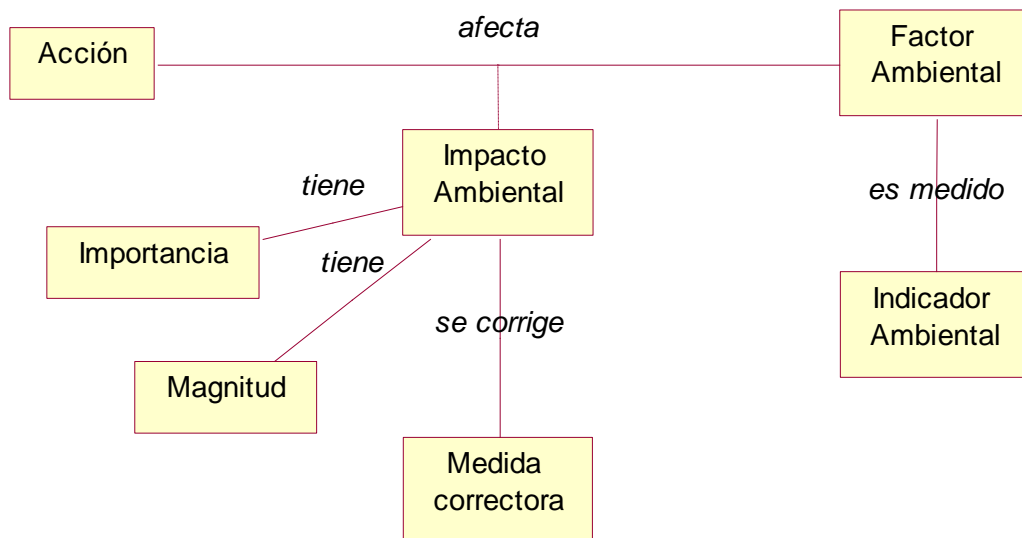 Acción
afecta
Factor
Ambiental
Impacto
Ambiental
tiene
es medido
Importancia
tiene
Indicador
Ambiental
se corrige
Magnitud
Medida
correctora